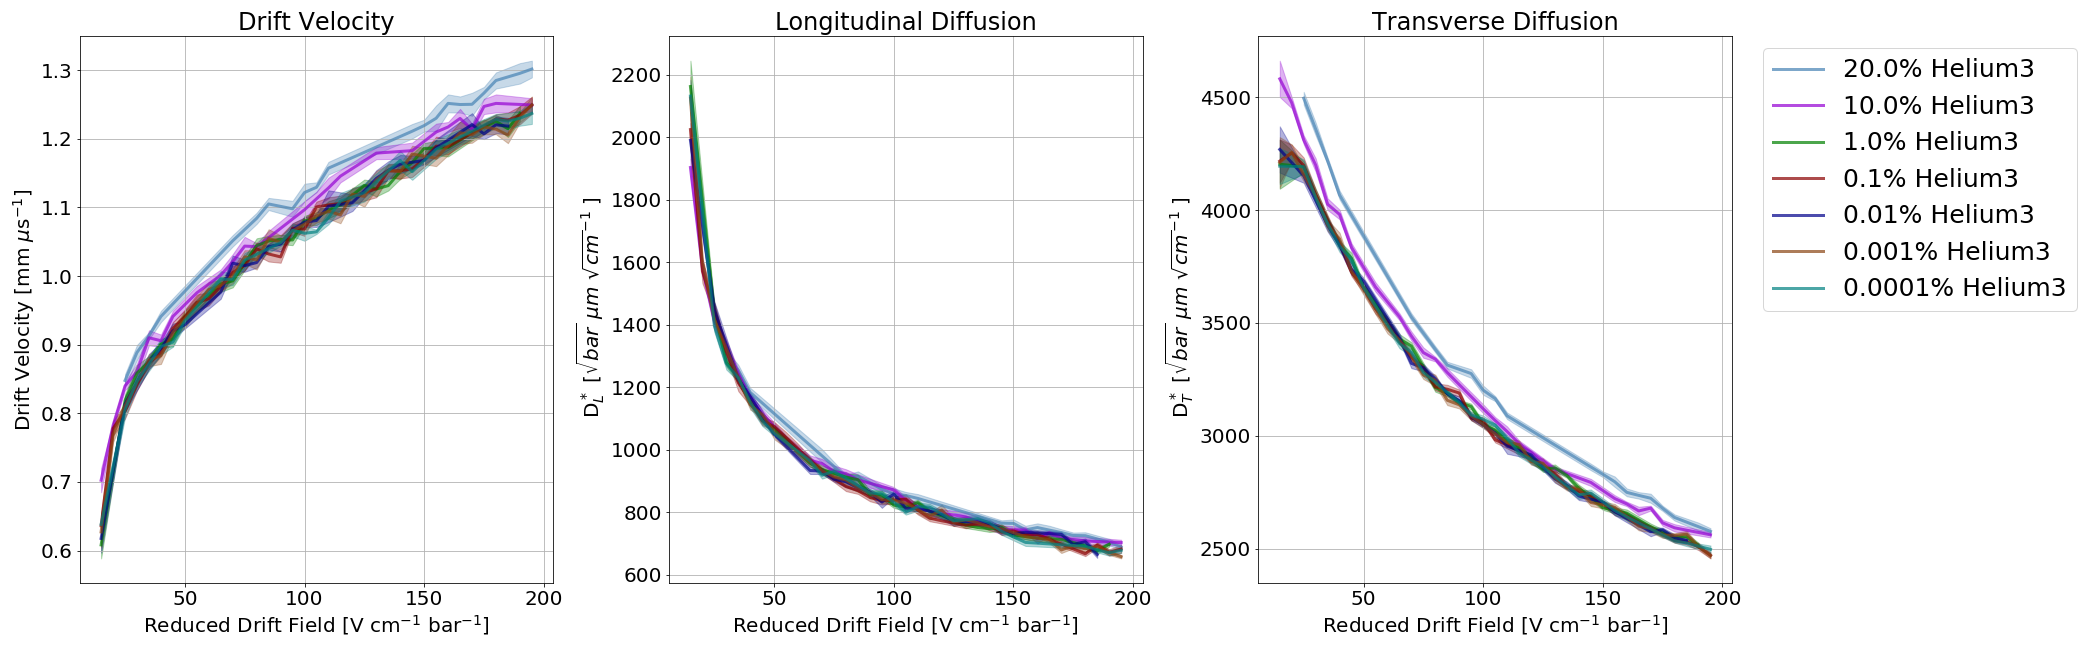 Drift Velocity
Drift Velocity [mm μs⁻¹]
1.3
1.2
1.1
1.0
0.9
0.8
0.7
0.6
50 100 150 200
Reduced Drift Field [V cm⁻¹ bar⁻¹]
Longitudinal Diffusion
D_L^* [√bar μm √cm⁻¹ ]
2200
2000
1800
1600
1400
1200
1000
800
600
50 100 150 200
Reduced Drift Field [V cm⁻¹ bar⁻¹]
Transverse Diffusion
D_T^* [√bar μm √cm⁻¹ ]
4500
4000
3500
3000
2500
50 100 150 200
Reduced Drift Field [V cm⁻¹ bar⁻¹]
20.0% Helium3
10.0% Helium3
1.0% Helium3
0.1% Helium3
0.01% Helium3
0.001% Helium3
0.0001% Helium3